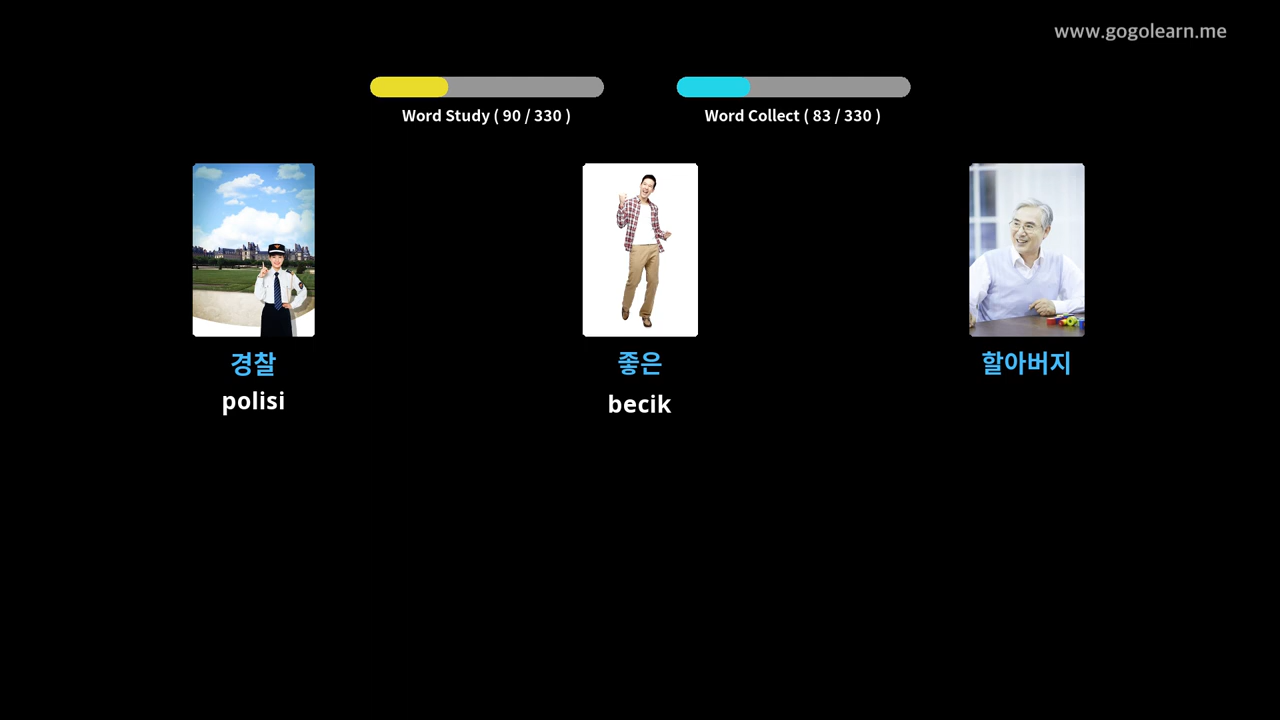 www.gogolearn.me
Word Study ( 90 / 330 )
Word Collect ( 83 / 330 )
경찰
polisi
좋은
becik
할아버지